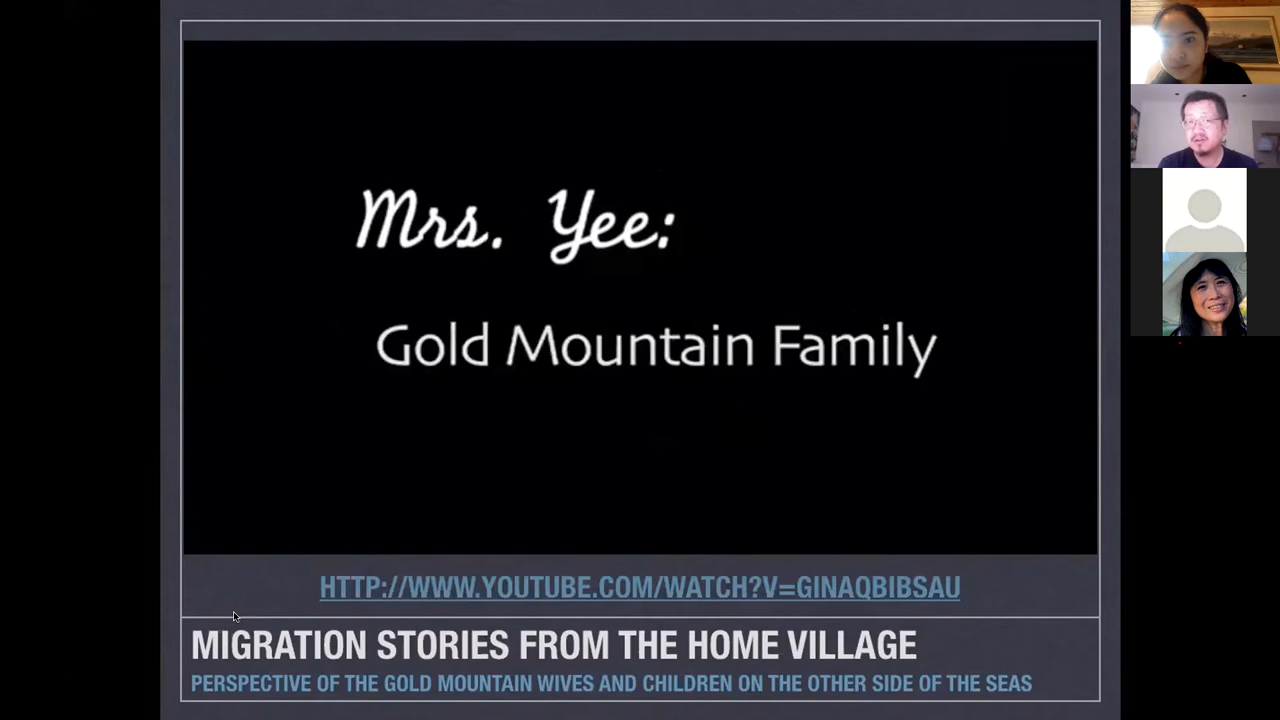 Mrs. Yee:
Gold Mountain Family
HTTP://WWW.YOUTUBE.COM/WATCH?V=GINAQBIBSAU
MIGRATION STORIES FROM THE HOME VILLAGE
PERSPECTIVE OF THE GOLD MOUNTAIN WIVES AND CHILDREN ON THE OTHER SIDE OF THE SEAS